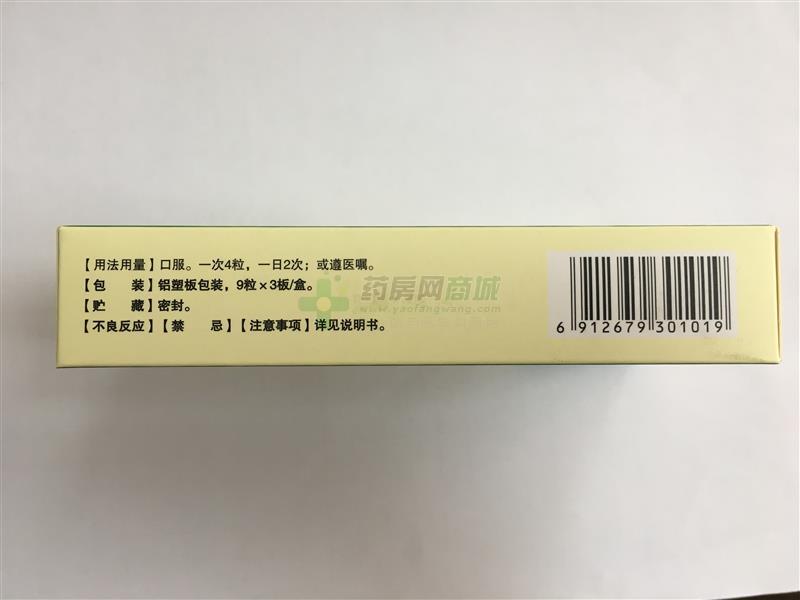 【用法用量】口服。一次4粒，一日2次；或遵医嘱。
【包　　装】铝塑板包装，9粒×3板/盒。
【贮　　藏】密封。
【不良反应】【禁　　忌】【注意事项】详见说明书。
6 912679 301019
药房网商城
www.yaofangwang.com